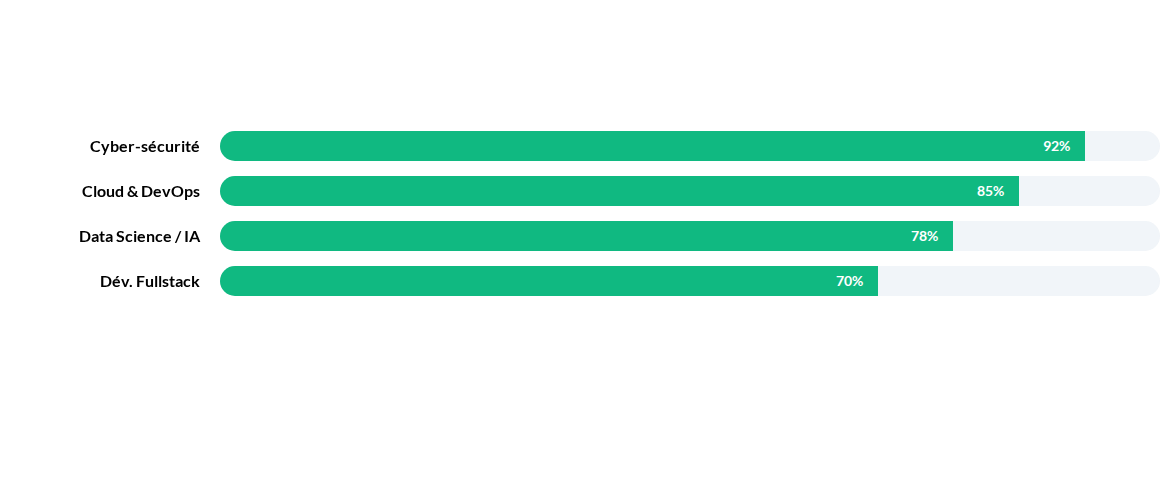 Cyber-sécurité 92%
Cloud & DevOps 85%
Data Science / IA 78%
Dév. Fullstack 70%